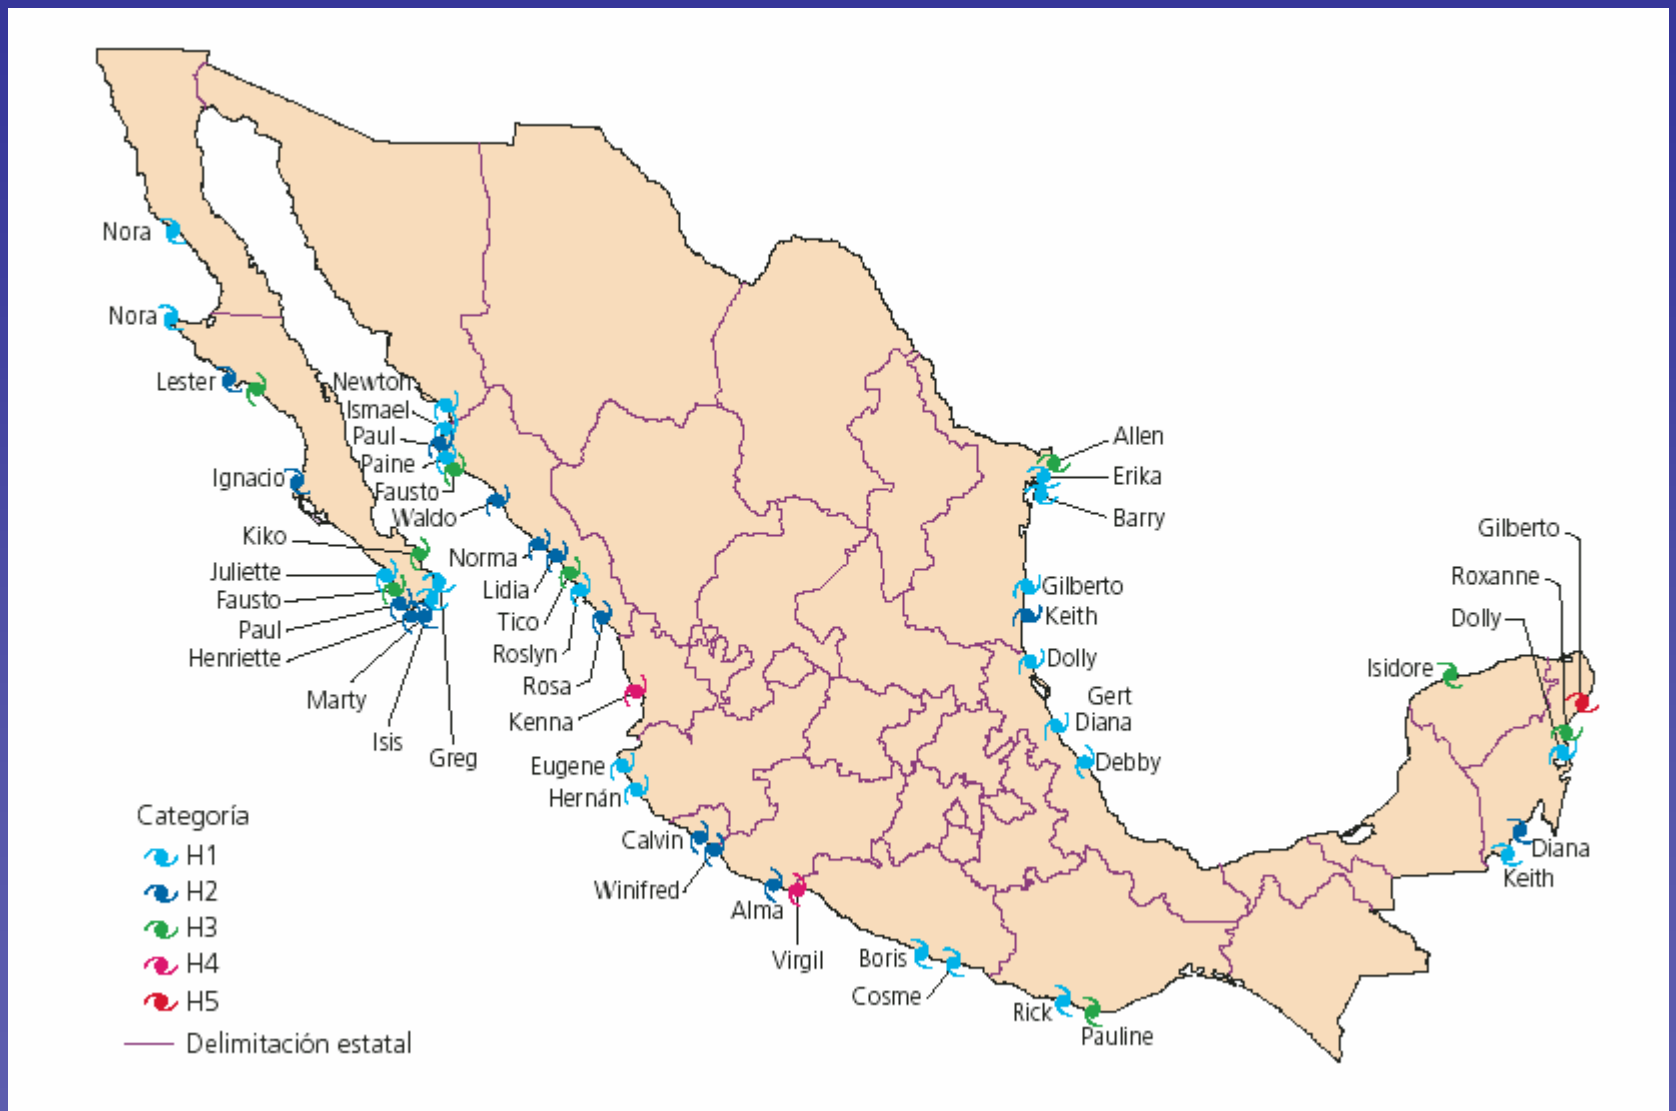 Nora
Nora
Lester
Newton
Ismael
Paul
Paine
Fausto
Waldo
Ignacio
Kiko
Juliette
Fausto
Paul
Henriette
Marty
Isis
Greg
Norma
Lidia
Tico
Roslyn
Rosa
Kenna
Eugene
Hernán
Calvin
Winifred
Alma
Virgil
Boris
Cosme
Rick
Pauline
Allen
Erika
Barry
Gilberto
Keith
Dolly
Gert
Diana
Debby
Gilberto
Roxanne
Dolly
Isidore
Diana
Keith
Categoría
H1
H2
H3
H4
H5
Delimitación estatal